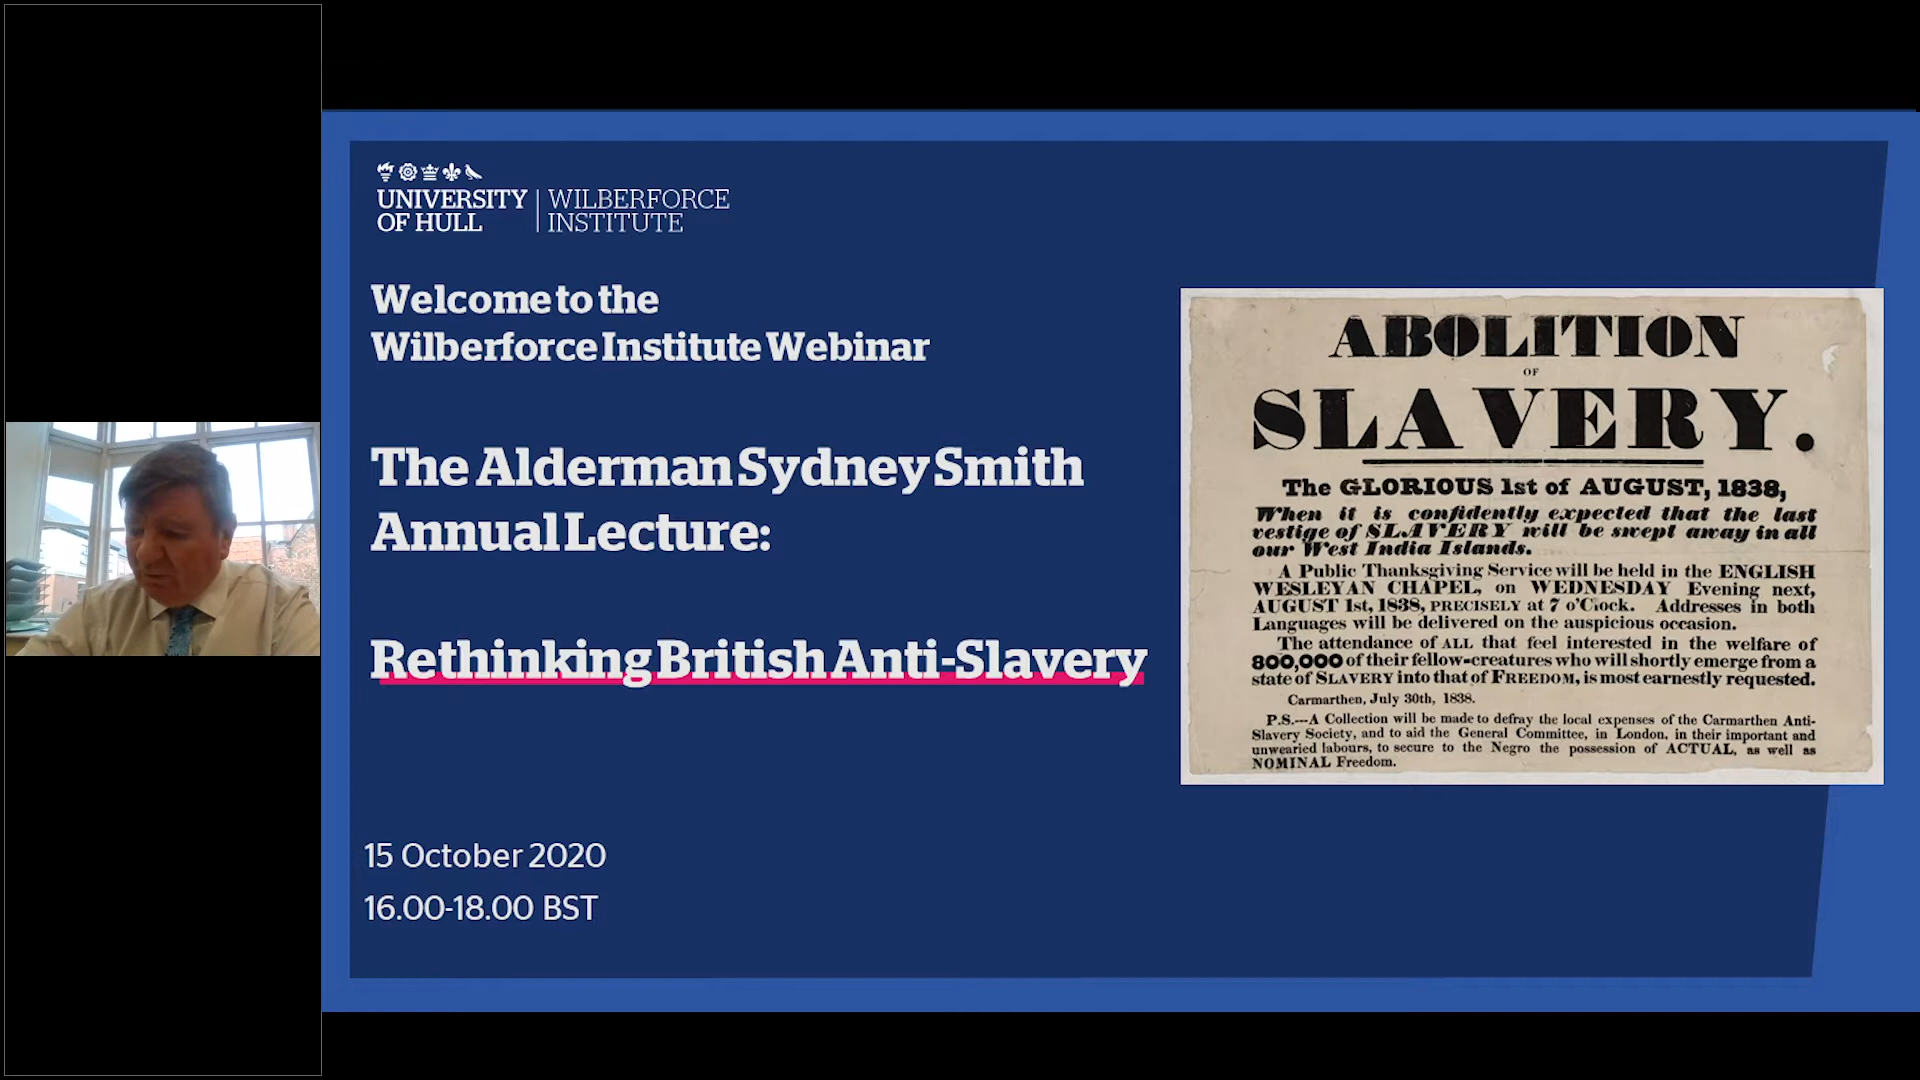 UNIVERSITY
OF HULL
WILBERFORCE
INSTITUTE
Welcome to the
Wilberforce Institute Webinar
The Alderman Sydney Smith
Annual Lecture:
Rethinking British Anti-Slavery
15 October 2020
16.00-18.00 BST
ABOLITION
OF
SLAVERY.
The GLORIOUS 1st of AUGUST, 1838,
When it is confidently expected that the last
vestige of SLAVERY will be swept away in all
our West India Islands.
A Public Thanksgiving Service will be held in the ENGLISH
WESLEYAN CHAPEL, on WEDNESDAY Evening next,
AUGUST 1st, 1838, PRECISELY at 7 o'Clock. Addresses in both
Languages will be delivered on the auspicious occasion.
The attendance of ALL that feel interested in the welfare of
800,000 of their fellow-creatures who will shortly emerge from a
state of SLAVERY into that of FREEDOM, is most earnestly requested.
Carmarthen, July 30th, 1838.
P.S.---A Collection will be made to defray the local expenses of the Carmarthen Anti-
Slavery Society, and to aid the General Committee, in London, in their important and
unwearied labours, to secure to the Negro the possession of ACTUAL, as well as
NOMINAL Freedom.